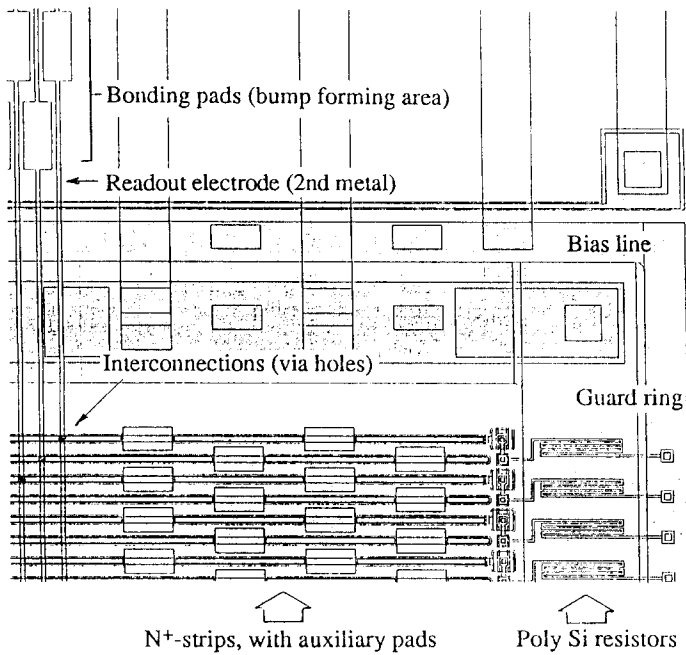 Bonding pads (bump forming area)
Readout electrode (2nd metal)
Bias line
Interconnections (via holes)
Guard ring
N+-strips, with auxiliary pads
Poly Si resistors